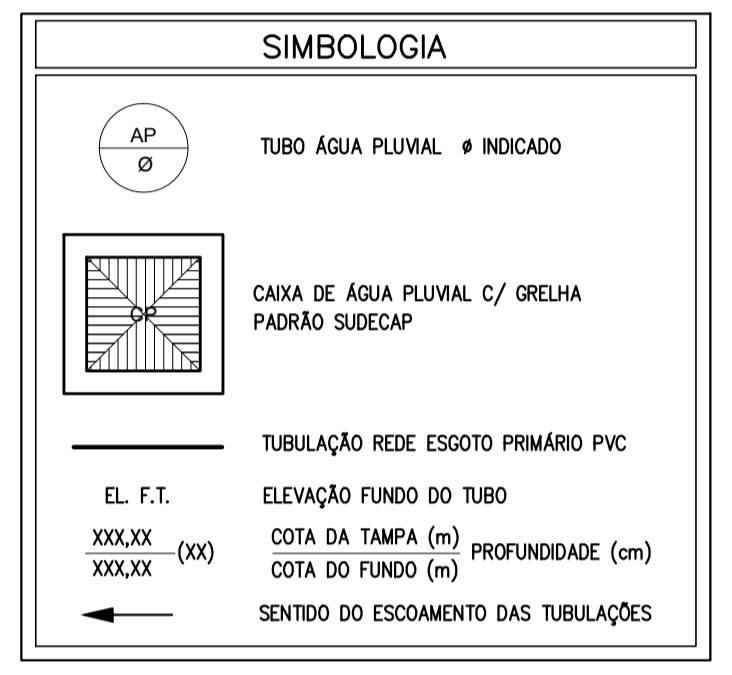 SIMBOLOGIA
AP
Ø
TUBO ÁGUA PLUVIAL Ø INDICADO
CP
CAIXA DE ÁGUA PLUVIAL C/ GRELHA
PADRÃO SUDECAP
TUBULAÇÃO REDE ESGOTO PRIMÁRIO PVC
EL. F.T. ELEVAÇÃO FUNDO DO TUBO
XXX,XX
XXX,XX
(XX)
COTA DA TAMPA (m)
COTA DO FUNDO (m)
PROFUNDIDADE (cm)
SENTIDO DO ESCOAMENTO DAS TUBULAÇÕES